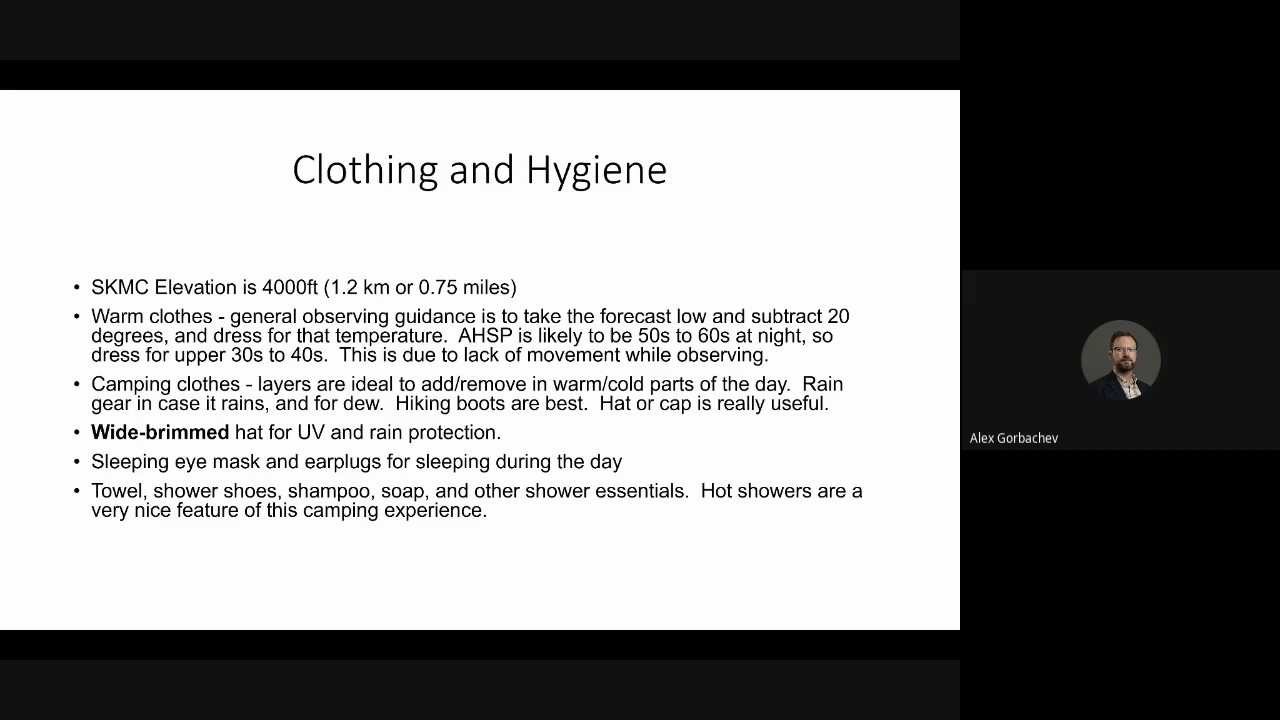 Clothing and Hygiene
• SKMC Elevation is 4000ft (1.2 km or 0.75 miles)
• Warm clothes - general observing guidance is to take the forecast low and subtract 20
degrees, and dress for that temperature.  AHSP is likely to be 50s to 60s at night, so
dress for upper 30s to 40s.  This is due to lack of movement while observing.
• Camping clothes - layers are ideal to add/remove in warm/cold parts of the day.  Rain
gear in case it rains, and for dew.  Hiking boots are best.  Hat or cap is really useful.
• Wide-brimmed hat for UV and rain protection.
• Sleeping eye mask and earplugs for sleeping during the day
• Towel, shower shoes, shampoo, soap, and other shower essentials.  Hot showers are a
very nice feature of this camping experience.
Alex Gorbachev